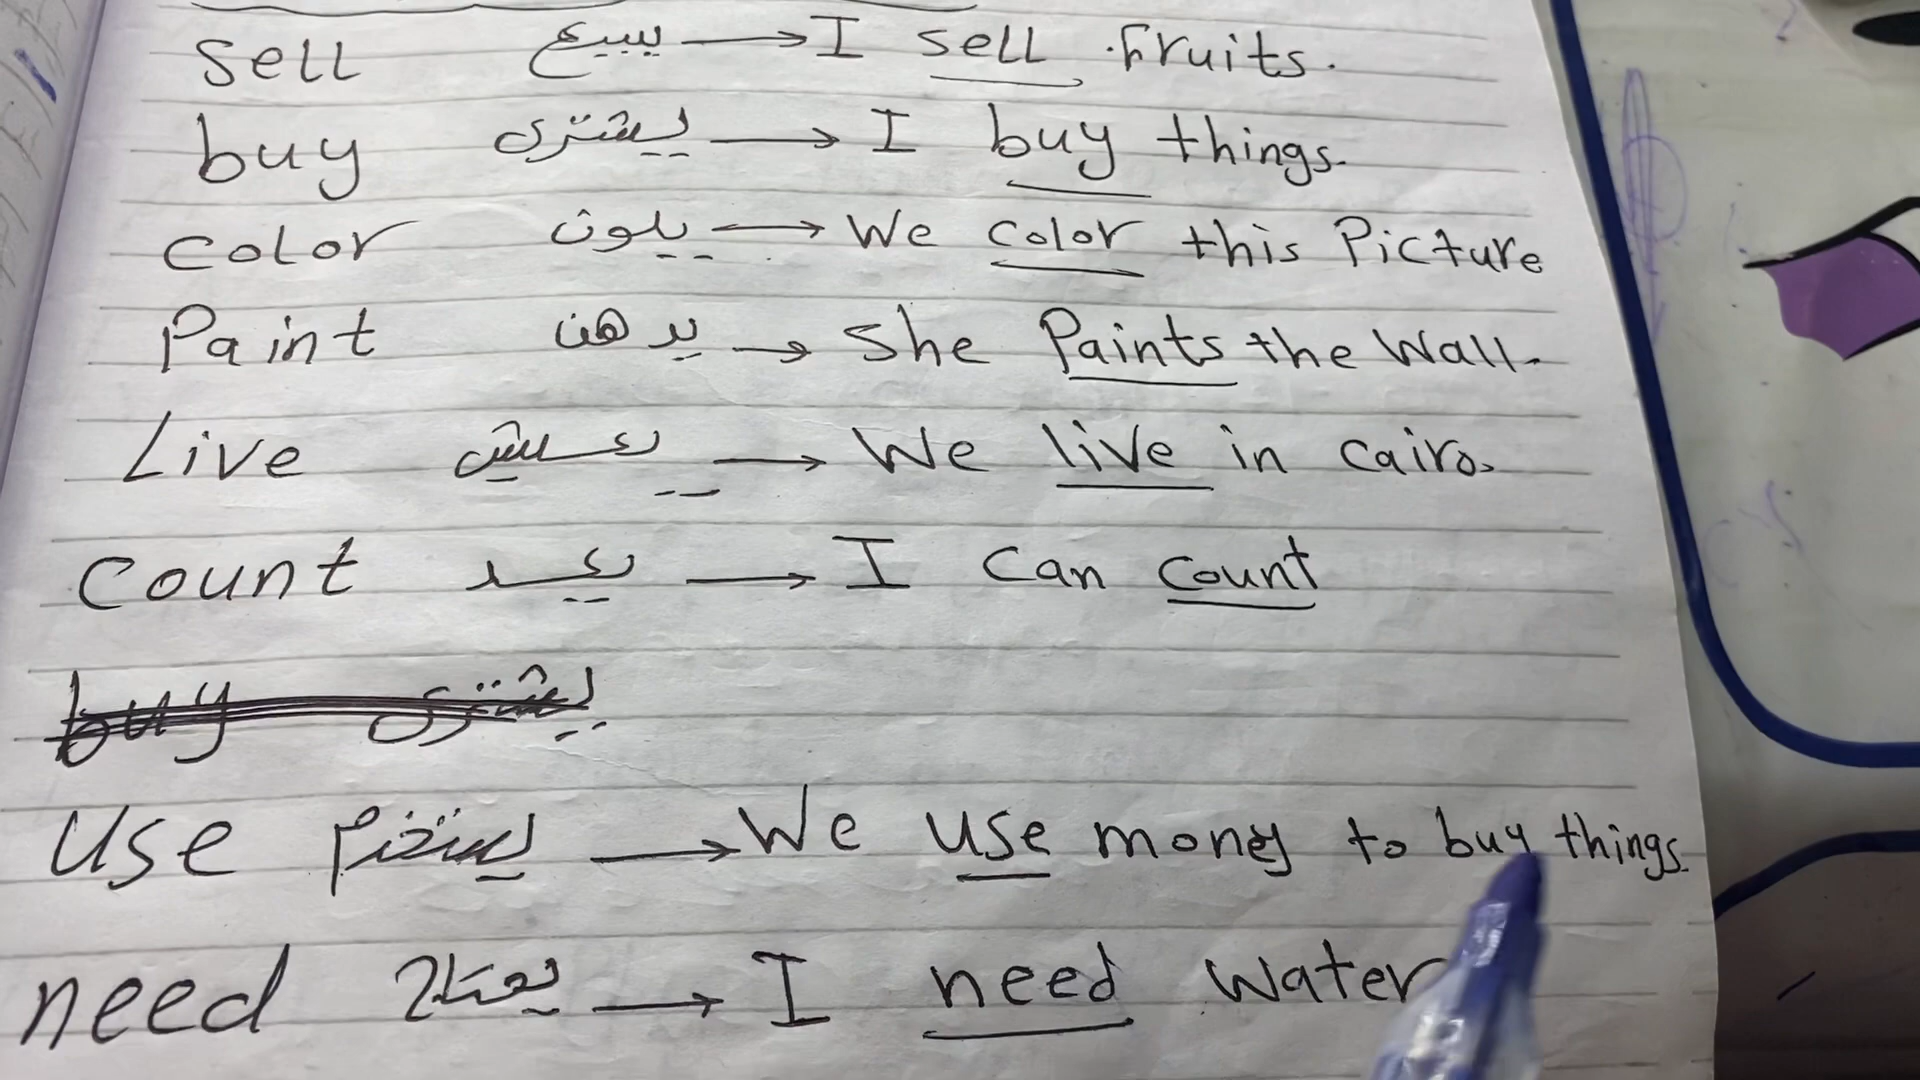 Sell يبيع → I sell fruits.
buy يشترى → I buy things.
color يلون → We color this Picture
Paint يدهن → She Paints the Wall.
Live يعيش → We live in cairo.
Count يعد → I can count
buy يشترى
Use يستخدم → We use money to buy things.
need يحتاج → I need water